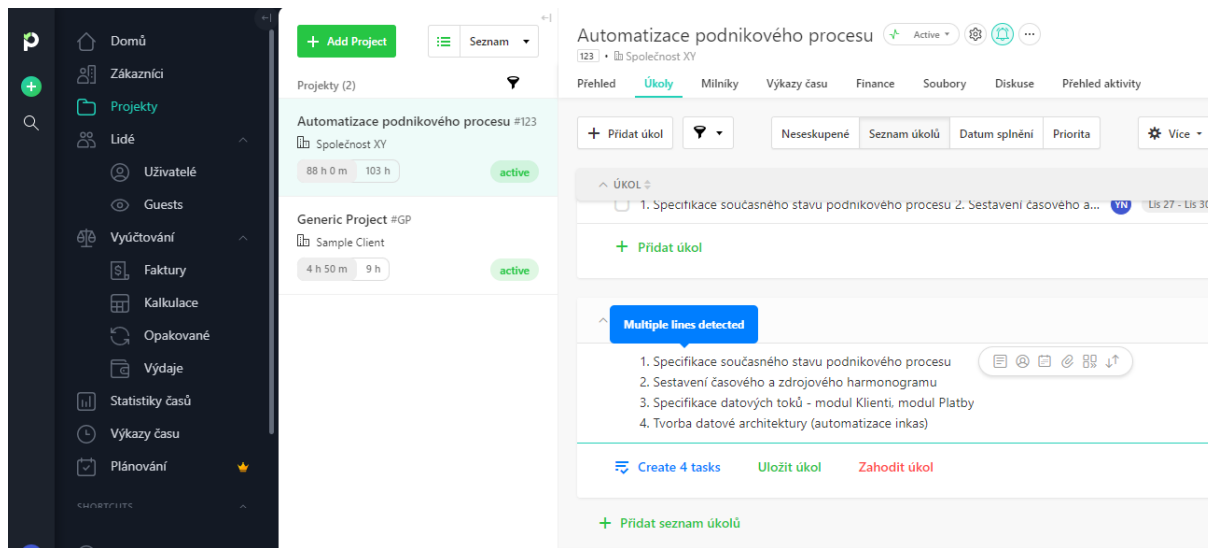 Domů
Zákazníci
Projekty
Lidé
Uživatelé
Guests
Vyúčtování
Faktury
Kalkulace
Opakované
Výdaje
Statistiky časů
Výkazy času
Plánování
SHORTCUTS
+ Add Project
Seznam
Projekty (2)
Automatizace podnikového procesu #123
Společnost XY
88 h 0 m 103 h
active
Generic Project #GP
Sample Client
4 h 50 m 9 h
active
Automatizace podnikového procesu Active
123 • Společnost XY
Přehled Úkoly Milníky Výkazy času Finance Soubory Diskuse Přehled aktivity
+ Přidat úkol Neseskupené Seznam úkolů Datum splnění Priorita Více
ÚKOL
1. Specifikace současného stavu podnikového procesu 2. Sestavení časového a... YN Lis 27 - Lis 30
+ Přidat úkol
Multiple lines detected
1. Specifikace současného stavu podnikového procesu
2. Sestavení časového a zdrojového harmonogramu
3. Specifikace datových toků - modul Klienti, modul Platby
4. Tvorba datové architektury (automatizace inkas)
Create 4 tasks Uložit úkol Zahodit úkol
+ Přidat seznam úkolů